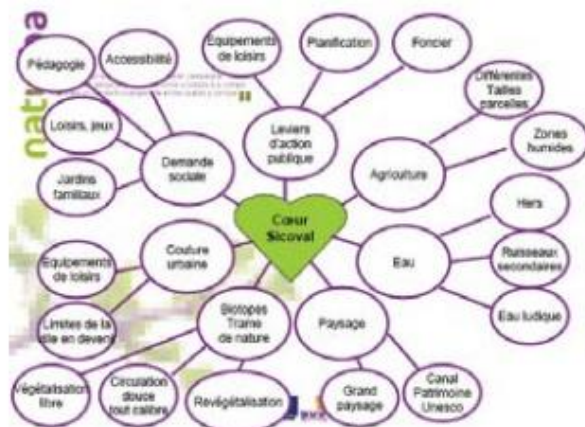 Pédagogie
Accessibilité
Equipements
de loisirs
Planification
Foncier
Différentes
Tailles
parcelles
Zones
humides
Loisirs, jeux
Jardins
familiaux
Demande
sociale
Leviers
d'action
publique
Agriculture
Cœur
Sicoval
Hers
Ruisseaux
secondaires
Eau ludique
Eau
Couture
urbaine
Equipements
de loisirs
Limites de la
ville en devenir
Biotopes
Trame
de nature
Paysage
Végétalisation
libre
Circulation
douce
tout calibre
Revégétalisation
Grand
paysage
Canal
Patrimoine
Unesco